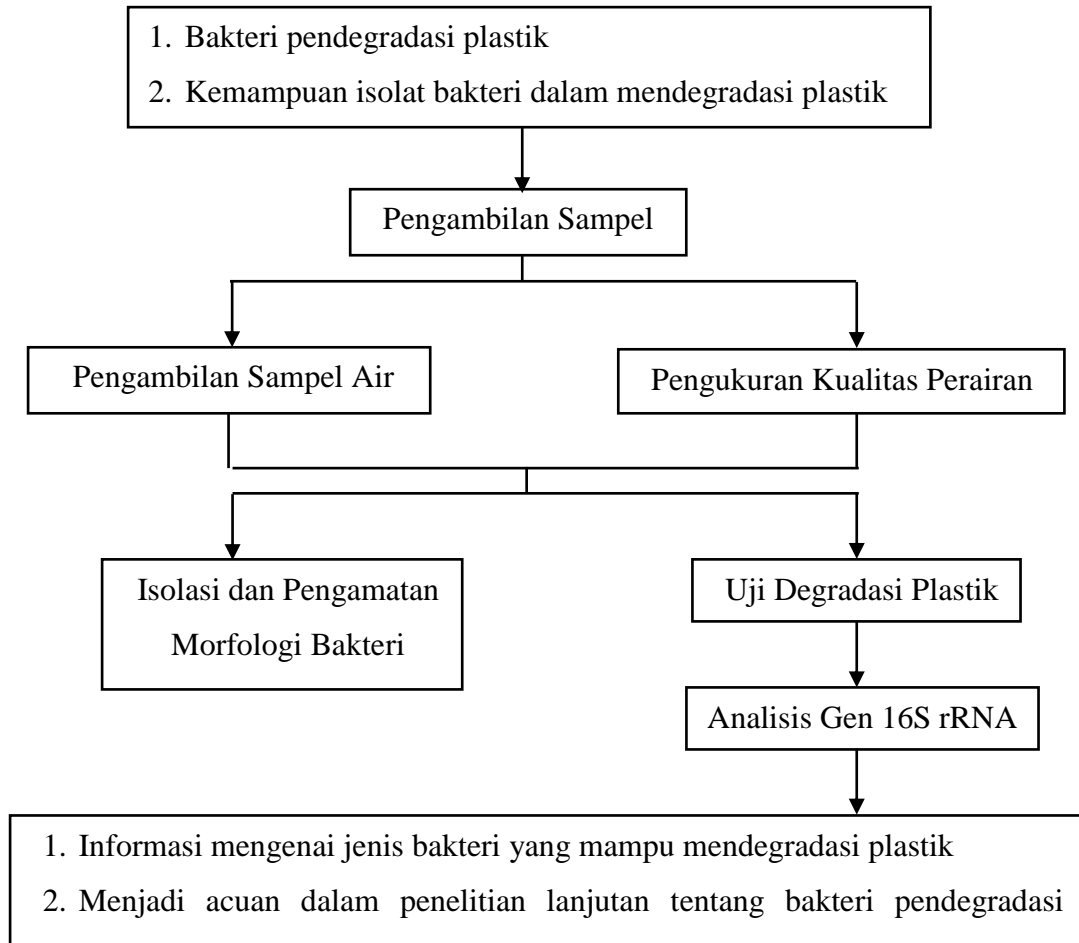 1. Bakteri pendegradasi plastik
2. Kemampuan isolat bakteri dalam mendegradasi plastik
Pengambilan Sampel
Pengambilan Sampel Air
Pengukuran Kualitas Perairan
Isolasi dan Pengamatan
Morfologi Bakteri
Uji Degradasi Plastik
Analisis Gen 16S rRNA
1. Informasi mengenai jenis bakteri yang mampu mendegradasi plastik
2. Menjadi acuan dalam penelitian lanjutan tentang bakteri pendegradasi